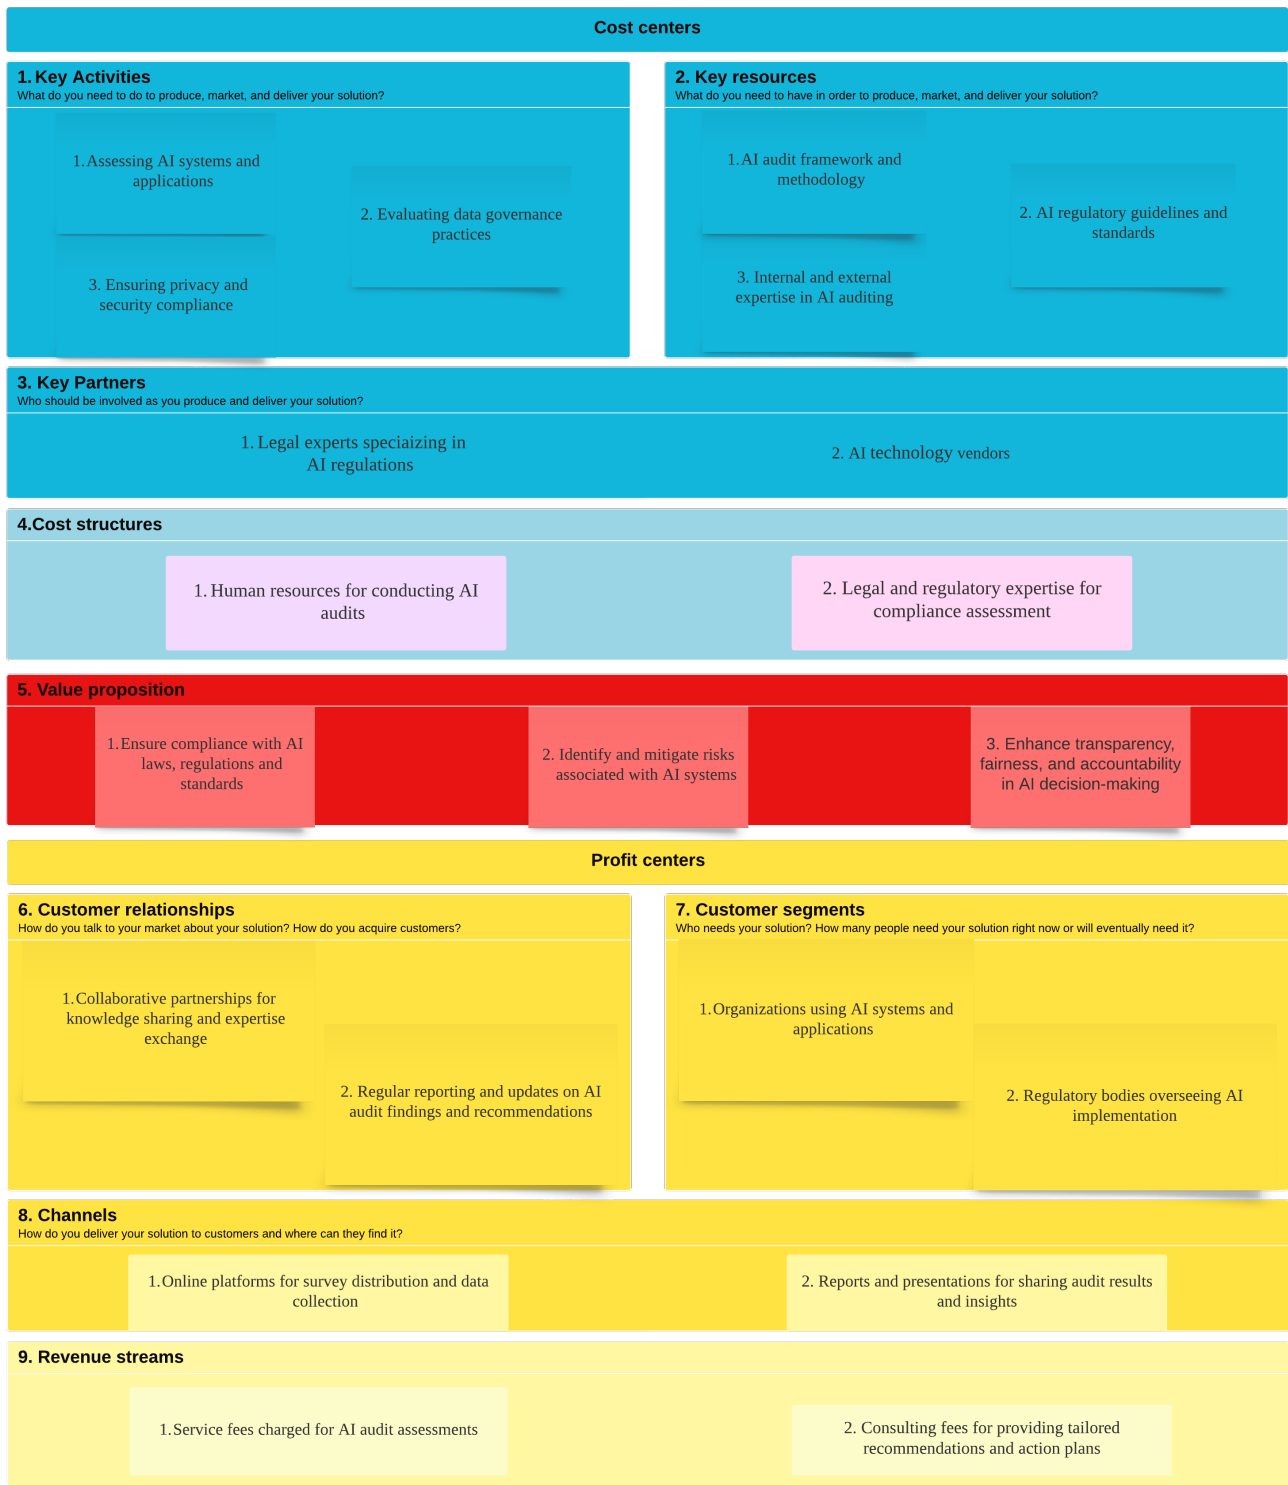 Cost centers
1. Key Activities
What do you need to do to produce, market, and deliver your solution?
1. Assessing AI systems and
applications
2. Evaluating data governance
practices
3. Ensuring privacy and
security compliance
2. Key resources
What do you need to have in order to produce, market, and deliver your solution?
1. AI audit framework and
methodology
2. AI regulatory guidelines and
standards
3. Internal and external
expertise in AI auditing
3. Key Partners
Who should be involved as you produce and deliver your solution?
1. Legal experts speciaizing in
AI regulations
2. AI technology vendors
4.Cost structures
1. Human resources for conducting AI
audits
2. Legal and regulatory expertise for
compliance assessment
5. Value proposition
1. Ensure compliance with AI
laws, regulations and
standards
2. Identify and mitigate risks
associated with AI systems
3. Enhance transparency,
fairness, and accountability
in AI decision-making
Profit centers
6. Customer relationships
How do you talk to your market about your solution? How do you acquire customers?
1. Collaborative partnerships for
knowledge sharing and expertise
exchange
2. Regular reporting and updates on AI
audit findings and recommendations
7. Customer segments
Who needs your solution? How many people need your solution right now or will eventually need it?
1. Organizations using AI systems and
applications
2. Regulatory bodies overseeing AI
implementation
8. Channels
How do you deliver your solution to customers and where can they find it?
1. Online platforms for survey distribution and data
collection
2. Reports and presentations for sharing audit results
and insights
9. Revenue streams
1. Service fees charged for AI audit assessments
2. Consulting fees for providing tailored
recommendations and action plans